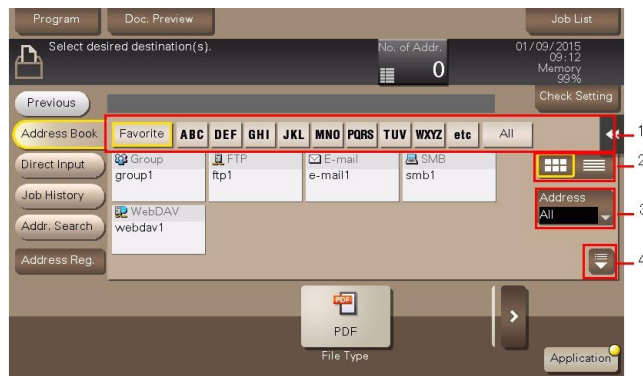 Program
Doc. Preview
Job List
Select desired destination(s).
No. of Addr.
0
01/09/2015
09:12
Memory
99%
Previous
Check Setting
Address Book
Favorite ABC DEF GHI JKL MNO PQRS TUV WXYZ etc All
1
Direct Input
Group
group1
FTP
ftp1
E-mail
e-mail1
SMB
smb1
2
Job History
Address
All
3
Addr. Search
WebDAV
webdav1
Address Reg.
4
PDF
PDF
File Type
Application